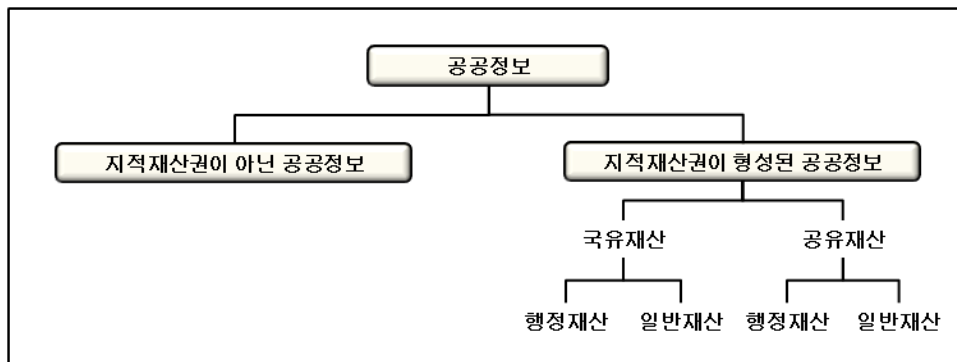 공공정보
지적재산권이 아닌 공공정보 지적재산권이 형성된 공공정보
국유재산 공유재산
행정재산 일반재산 행정재산 일반재산